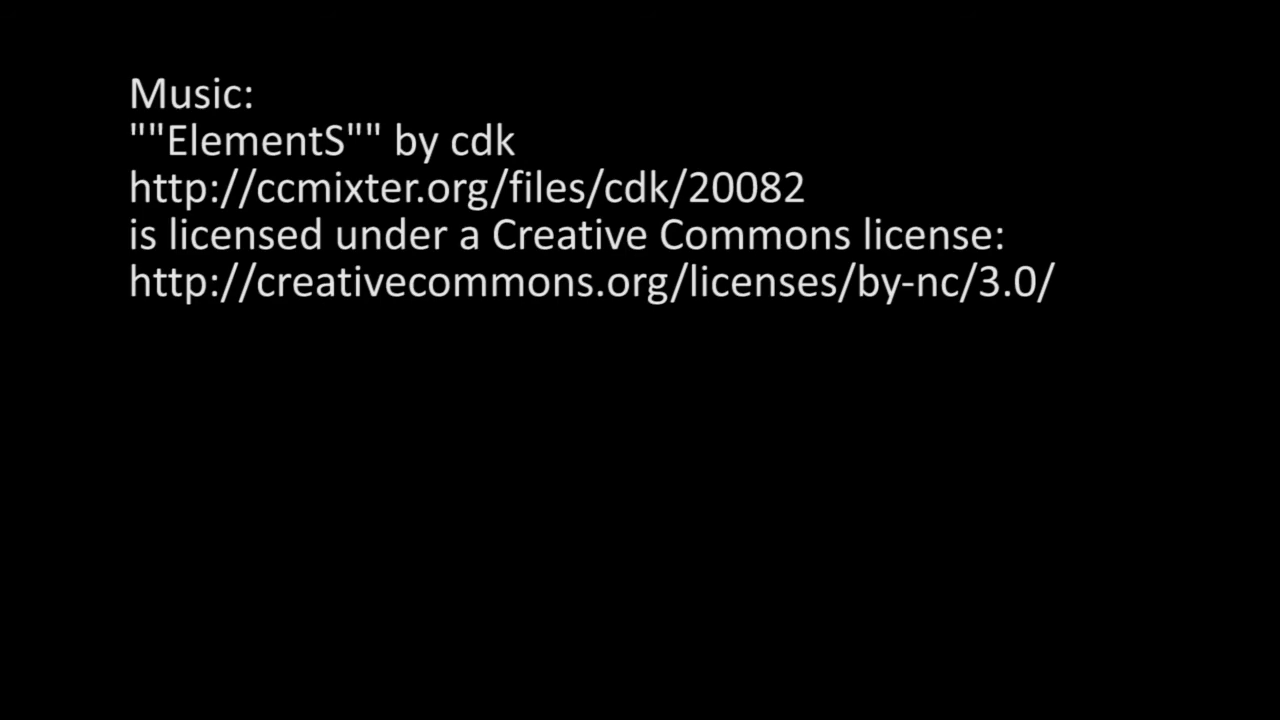 Music:
""ElementS"" by cdk
http://ccmixter.org/files/cdk/20082
is licensed under a Creative Commons license:
http://creativecommons.org/licenses/by-nc/3.0/